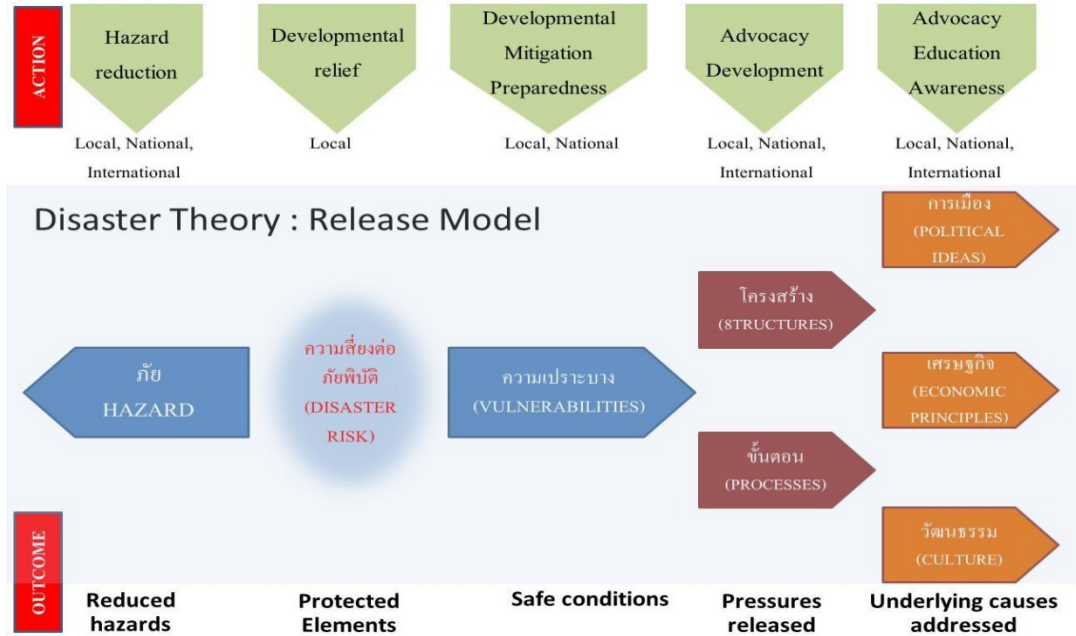 ACTION
Hazard
reduction
Developmental
relief
Developmental
Mitigation
Preparedness
Advocacy
Development
Advocacy
Education
Awareness
Local, National,
International
Local
Local, National
Local, National,
International
Local, National,
International
Disaster Theory : Release Model
ภัย
HAZARD
ความสี่ยงต่อ
ภัยพิบัติ
(DISASTER
RISK)
ความเปราะบาง
(VULNERABILITIES)
โครงสร้าง
(8TRUCTURES)
ขั้นตอน
(PROCESSES)
การเมือง
(POLITICAL
IDEAS)
เศรษฐกิจ
(ECONOMIC
PRINCIPLES)
วัฒนธรรม
(CULTURE)
OUTCOME
Reduced
hazards
Protected
Elements
Safe conditions
Pressures
released
Underlying causes
addressed